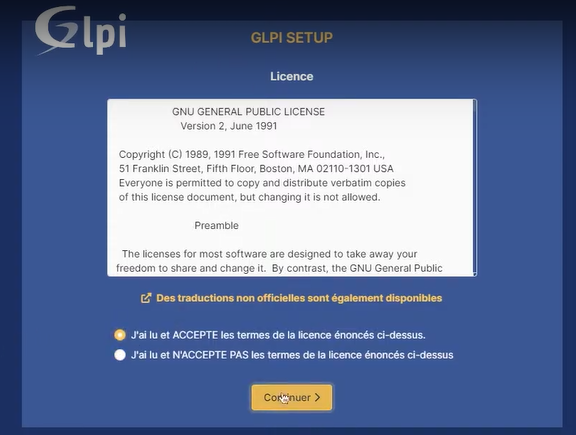 Glpi
GLPI SETUP
Licence
GNU GENERAL PUBLIC LICENSE
Version 2, June 1991
Copyright (C) 1989, 1991 Free Software Foundation, Inc.,
51 Franklin Street, Fifth Floor, Boston, MA 02110-1301 USA
Everyone is permitted to copy and distribute verbatim copies
of this license document, but changing it is not allowed.
Preamble
The licenses for most software are designed to take away your
freedom to share and change it. By contrast, the GNU General Public
Des traductions non officielles sont également disponibles
J'ai lu et ACCEPTE les termes de la licence énoncés ci-dessus.
J'ai lu et N'ACCEPTE PAS les termes de la licence énoncés ci-dessus
Continuer